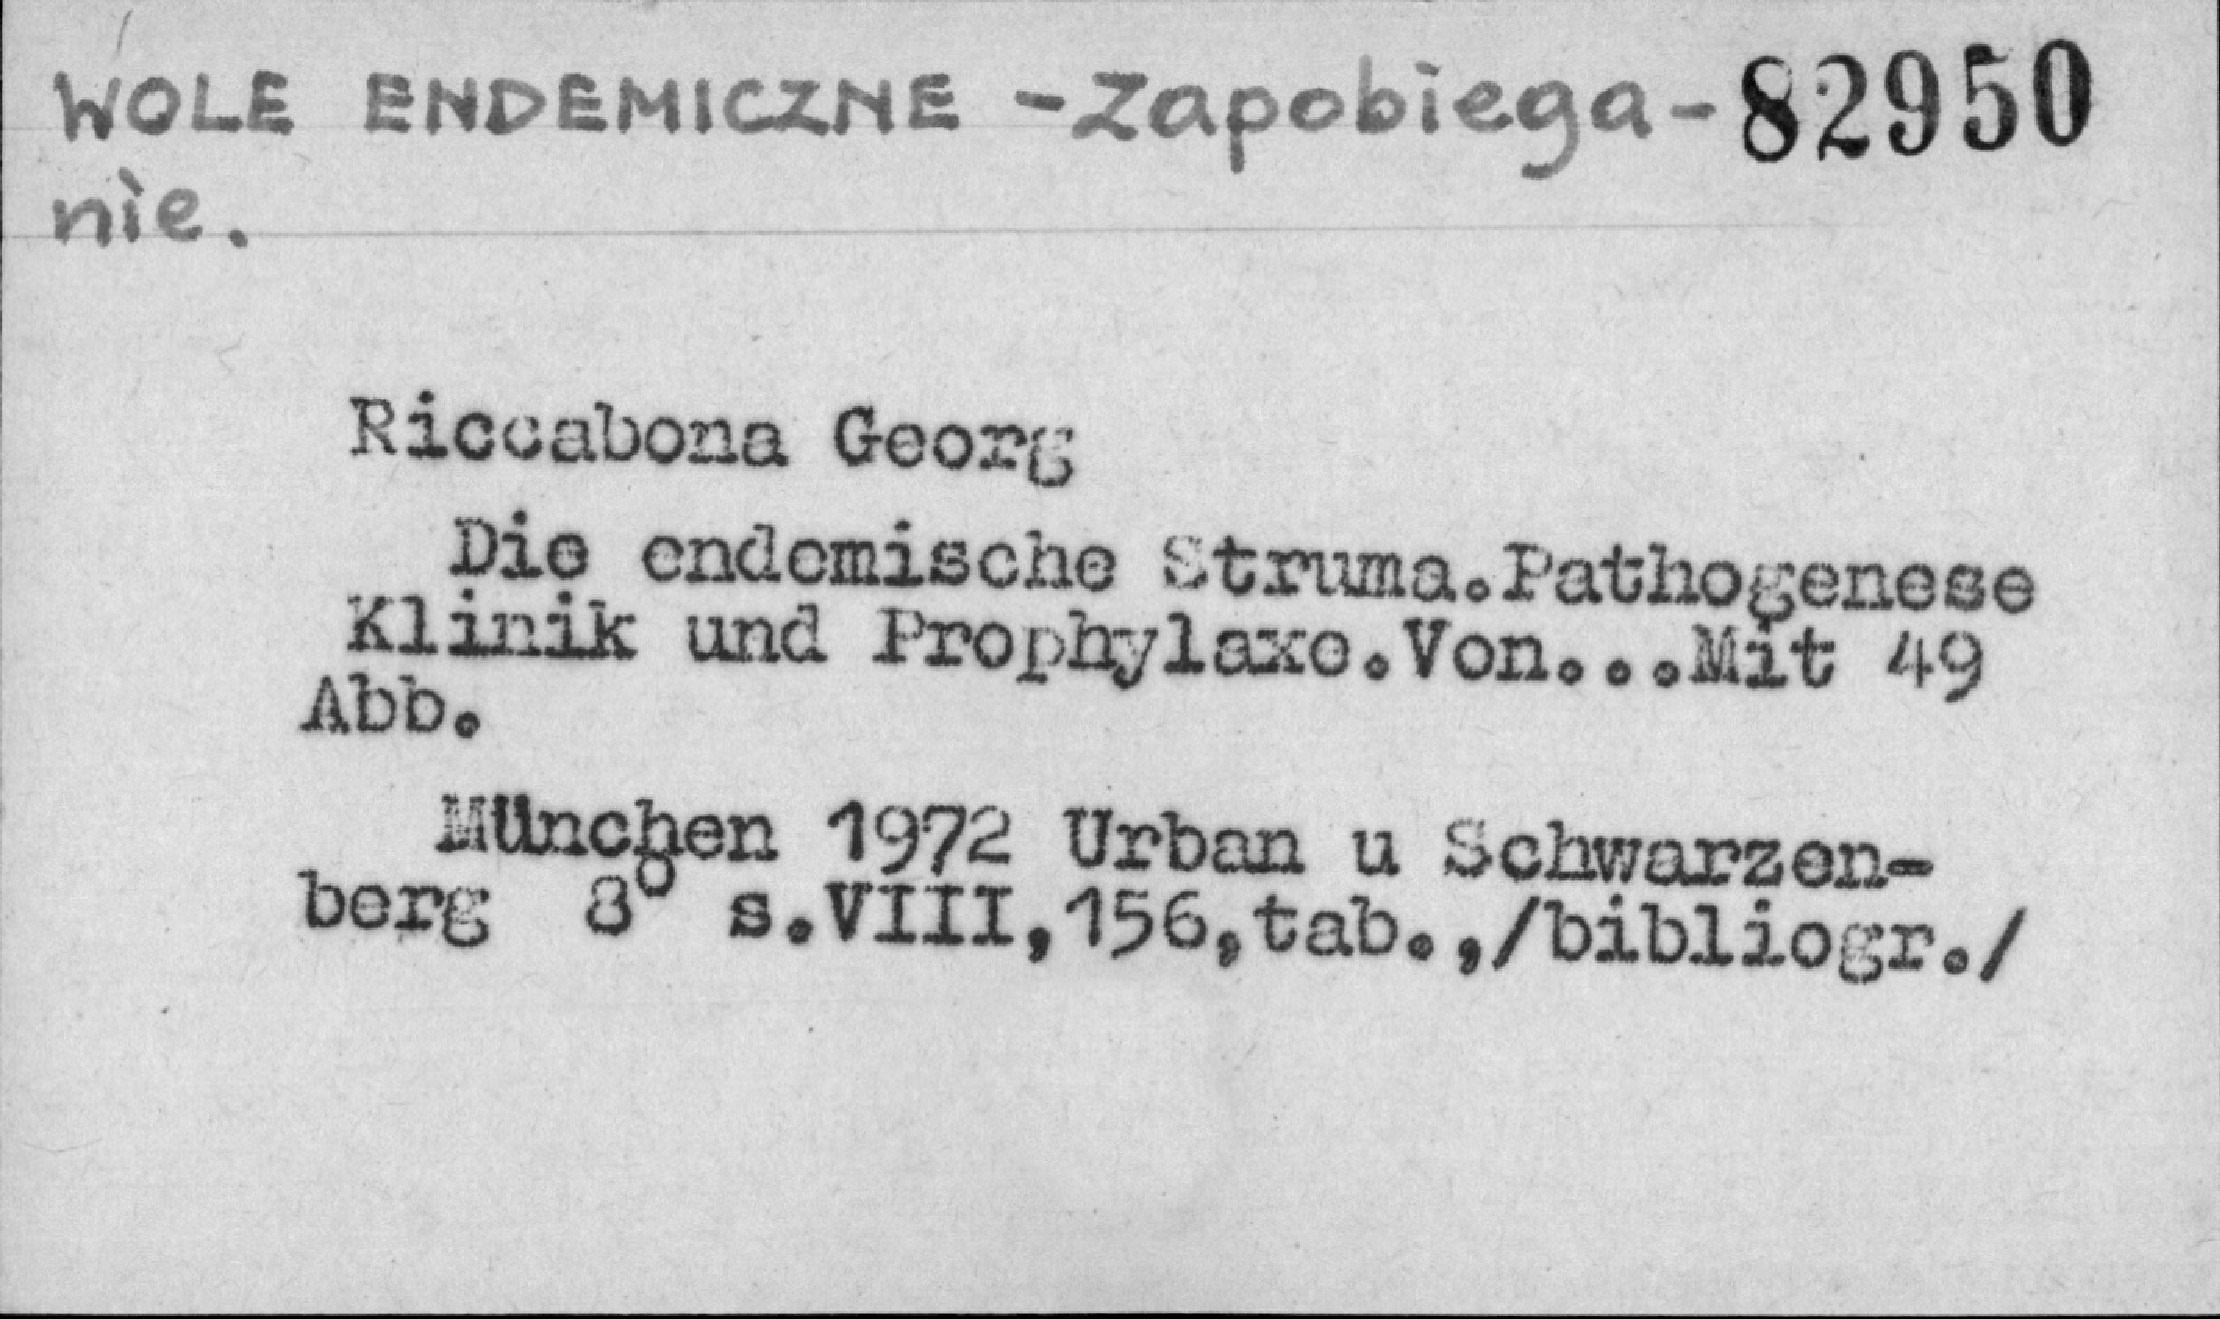 WOLE ENDEMICZNE - Zapobiega- 82950
nie.
Riccabona Georg
Die endemische Struma.Pathogenese
Klinik und Prophylaxe.Von...Mit 49
Abb.
München 1972 Urban u Schwarzen-
berg 8° s.VIII,156,tab.,/bibliogr./